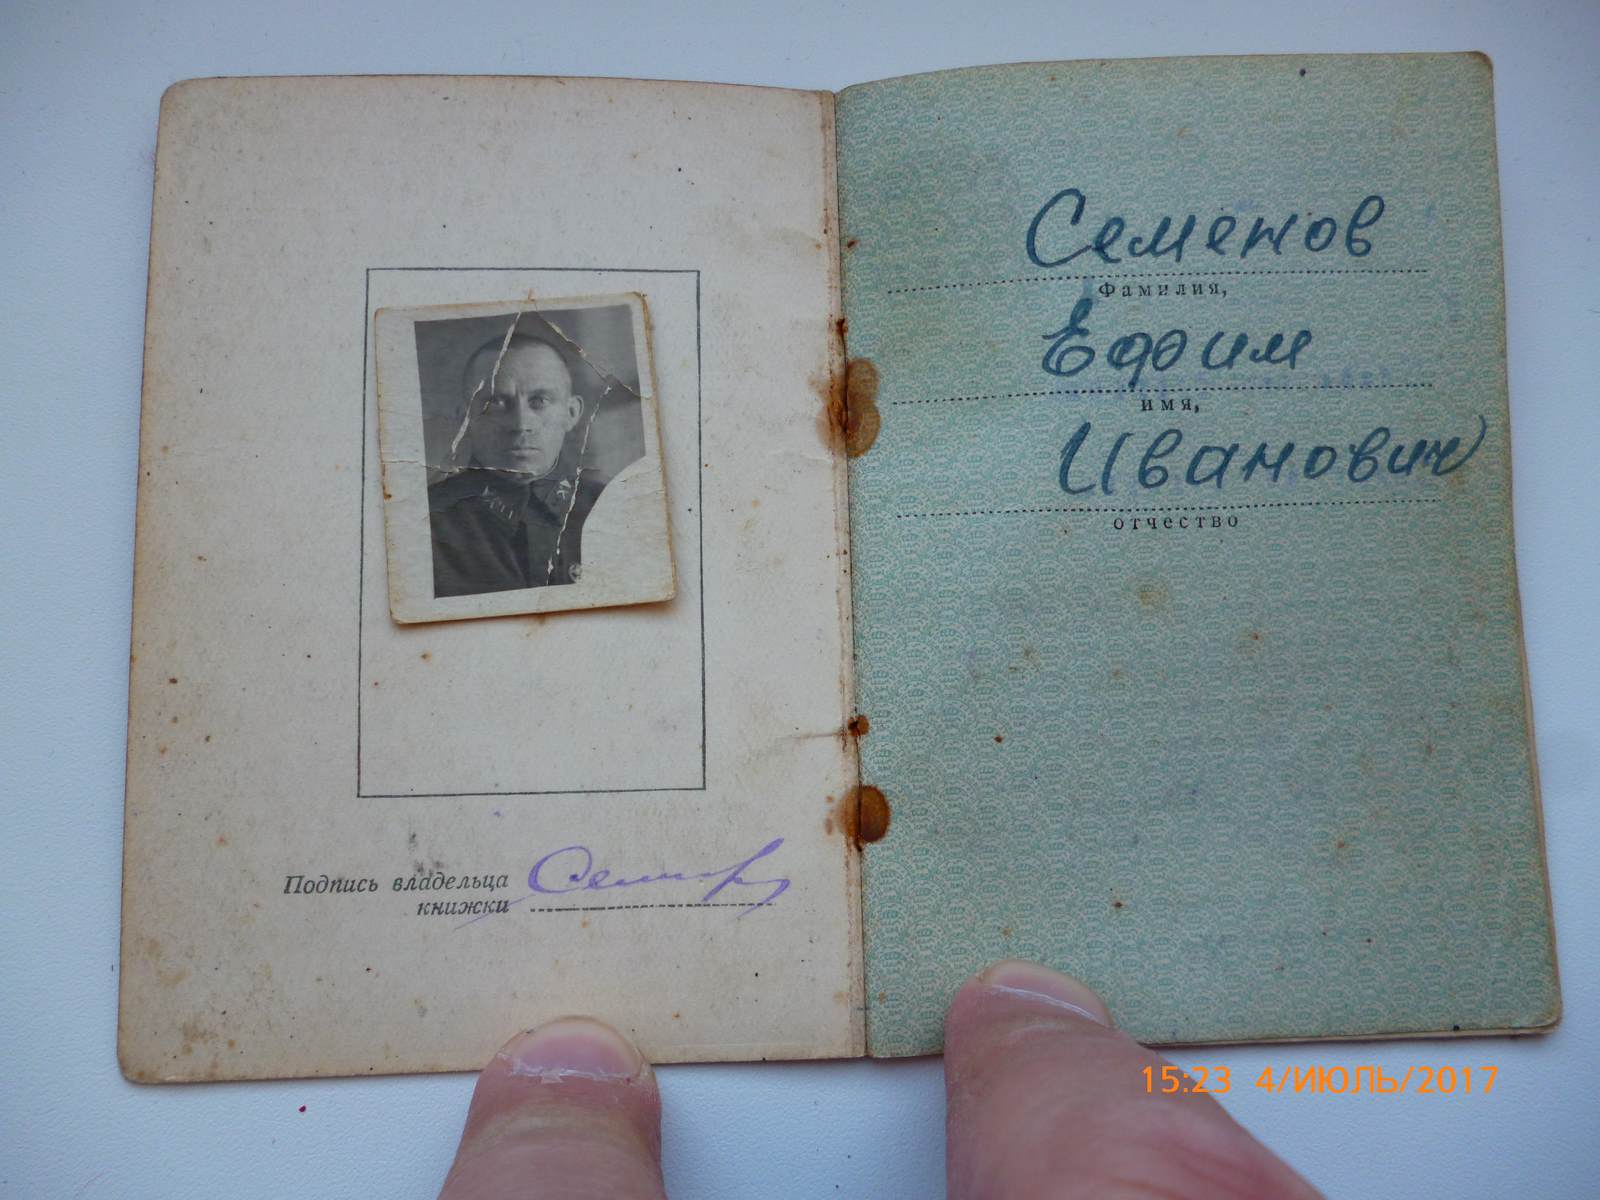 Подпись владельца
книжки
Семенов
Фамилия,
Ефим
имя,
Иванович
отчество
15:23 4/ИЮЛЬ/2017